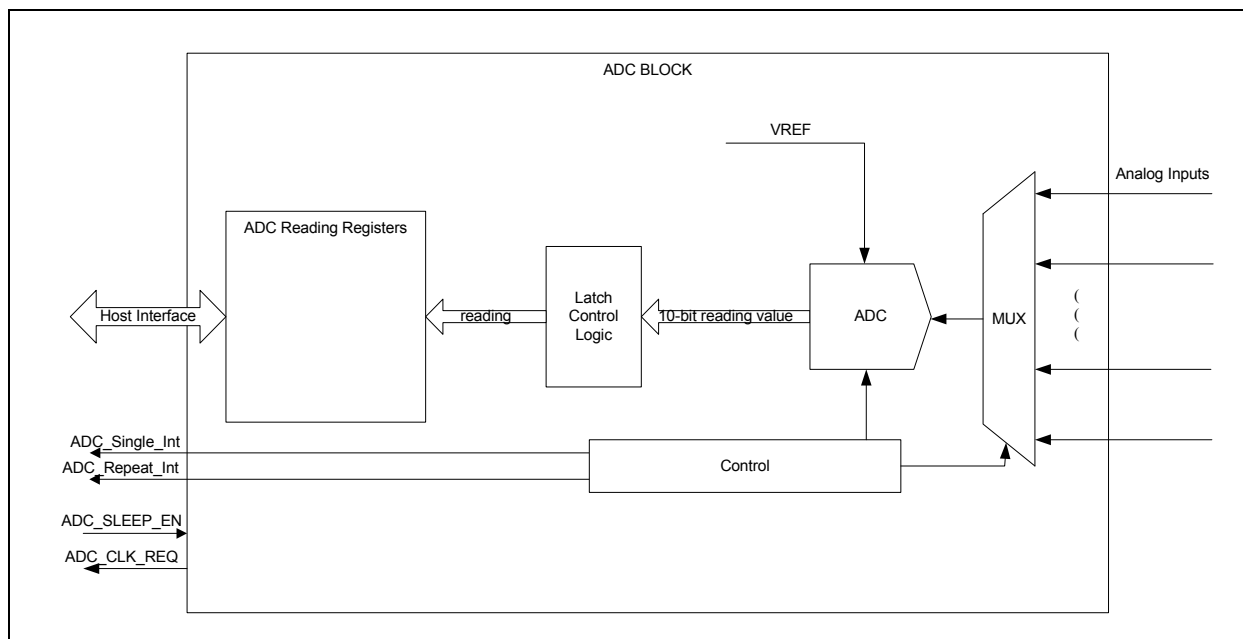 ADC BLOCK
VREF
Analog Inputs
ADC Reading Registers
Host Interface
reading
Latch
Control
Logic
10-bit reading value
ADC
MUX
(
(
(
ADC_Single_Int
ADC_Repeat_Int
Control
ADC_SLEEP_EN
ADC_CLK_REQ